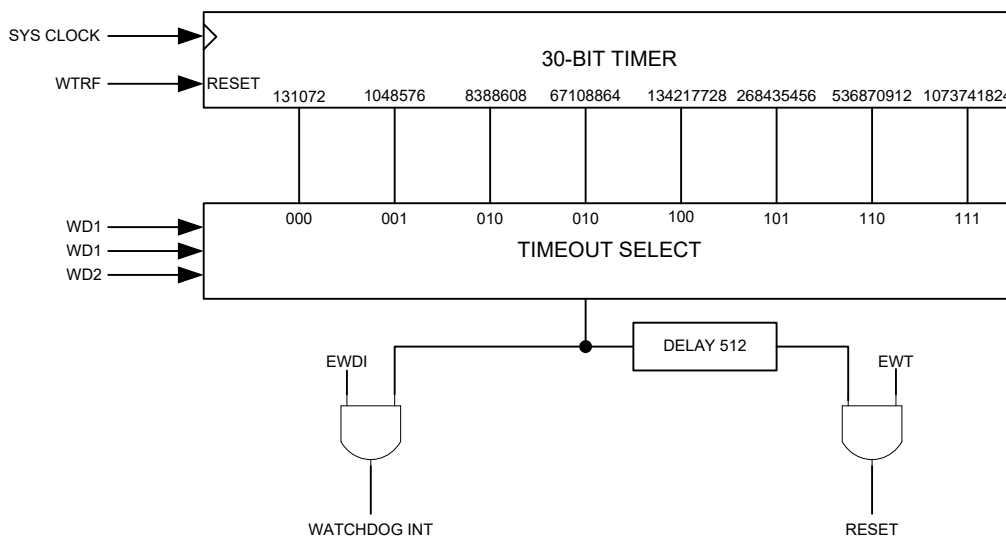 SYS CLOCK
30-BIT TIMER
WTRF
RESET
131072 1048576 8388608 67108864 134217728 268435456 536870912 1073741824
000 001 010 010 100 101 110 111
WD1
TIMEOUT SELECT
WD1
WD2
DELAY 512
EWDI
EWT
WATCHDOG INT
RESET